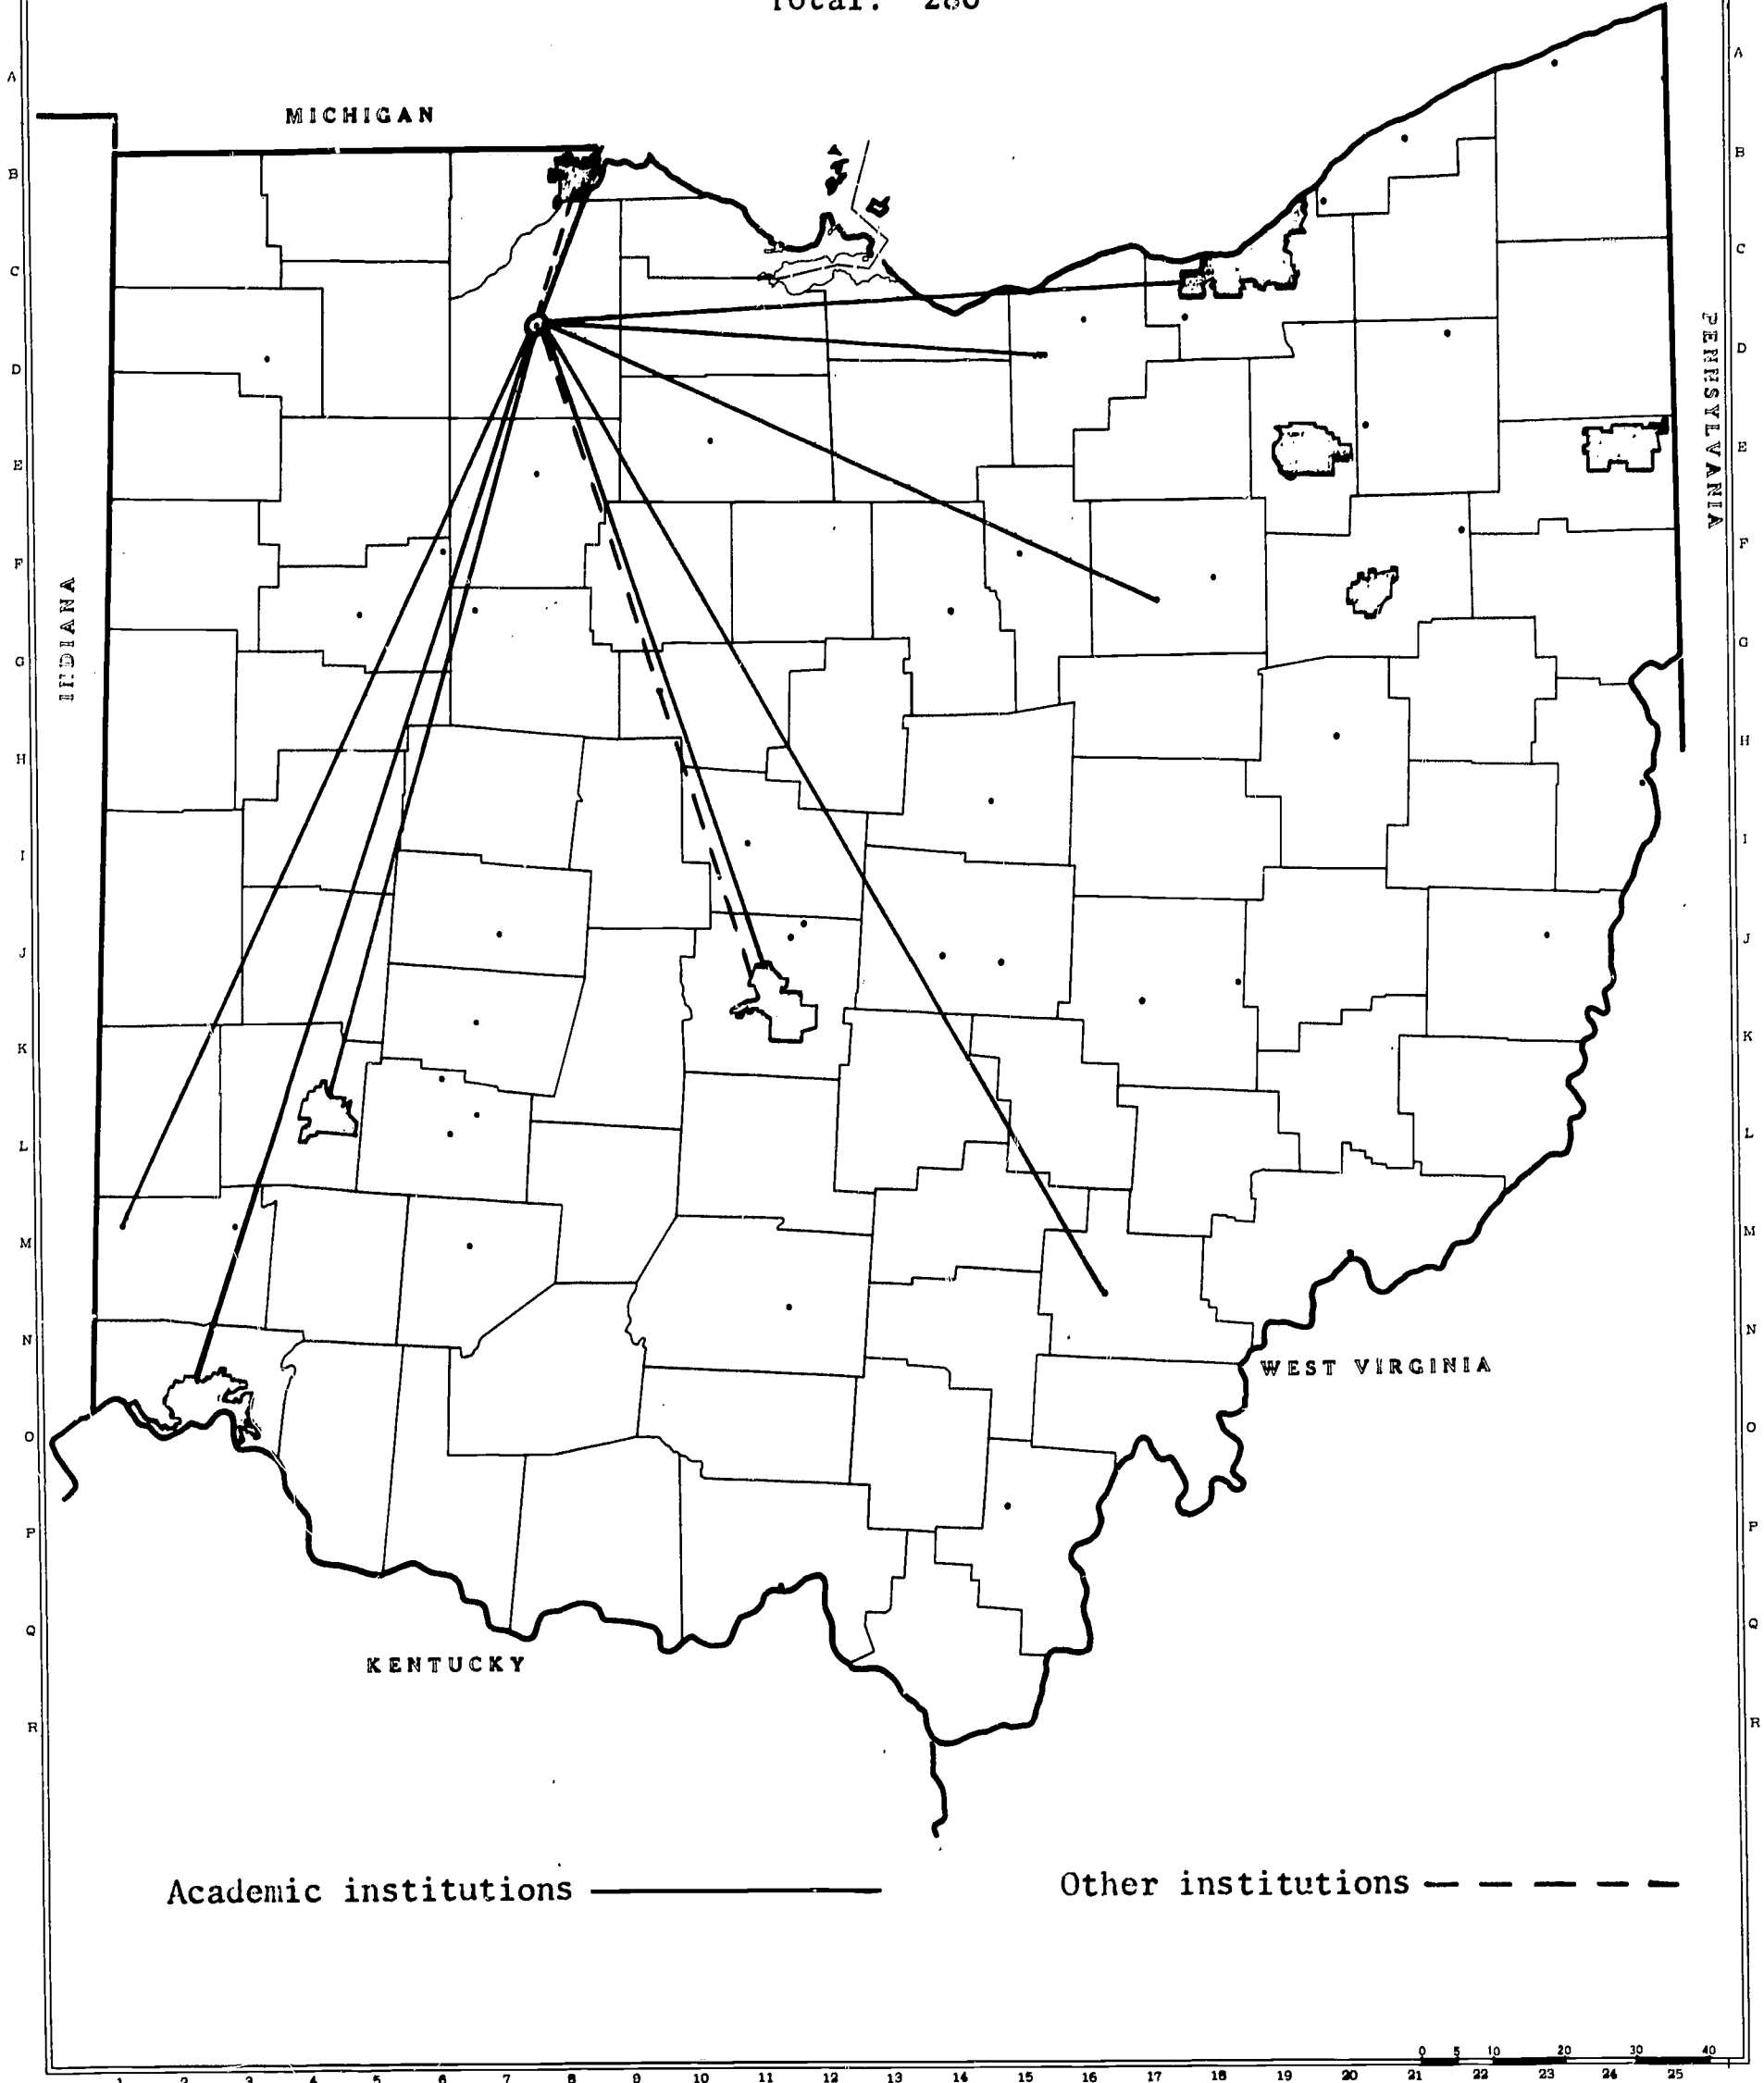 Total: 280
MICHIGAN
INDIANA
PENNSYLVANIA
WEST VIRGINIA
KENTUCKY
A
B
C
D
E
F
G
H
I
J
K
L
M
N
O
P
Q
R
A
B
C
D
E
F
G
H
I
J
K
L
M
N
O
P
Q
R
Academic institutions
Other institutions
0 5 10 20 30 40
1 2 3 4 5 6 7 8 9 10 11 12 13 14 15 16 17 18 19 20 21 22 23 24 25